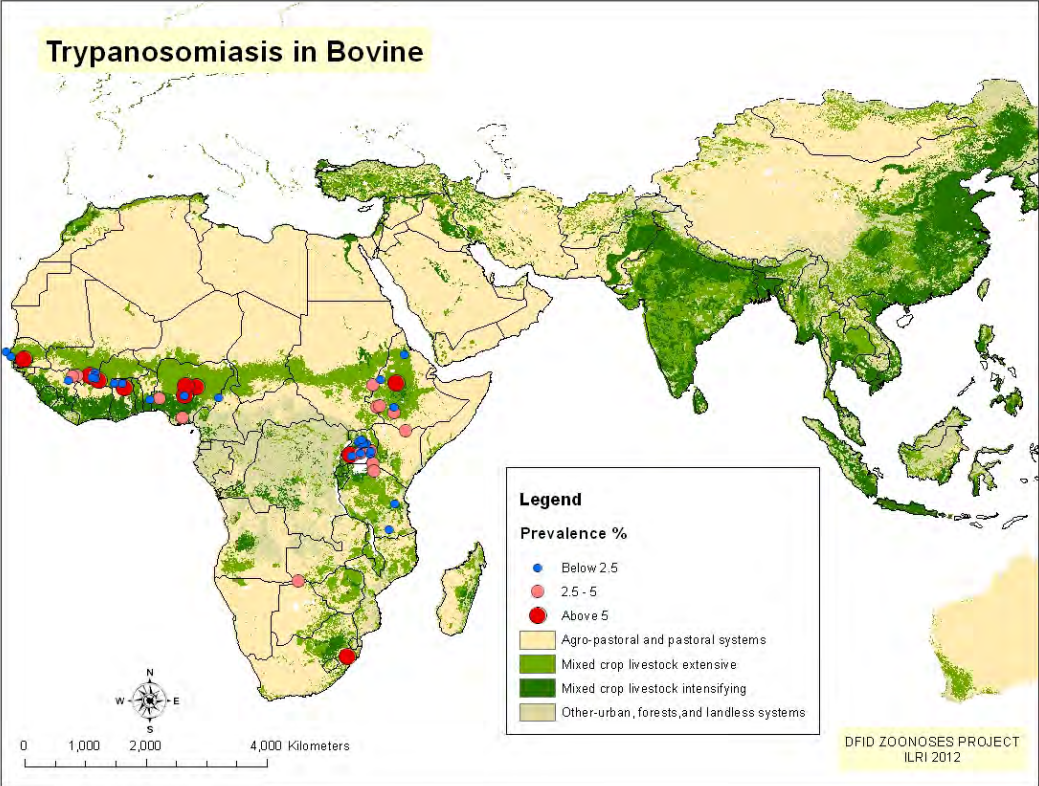 Trypanosomiasis in Bovine
Legend
Prevalence %
Below 2.5
2.5 - 5
Above 5
Agro-pastoral and pastoral systems
Mixed crop livestock extensive
Mixed crop livestock intensifying
Other-urban, forests,and landless systems
N
W E
S
0 1,000 2,000 4,000 Kilometers
DFID ZOONOSES PROJECT
ILRI 2012